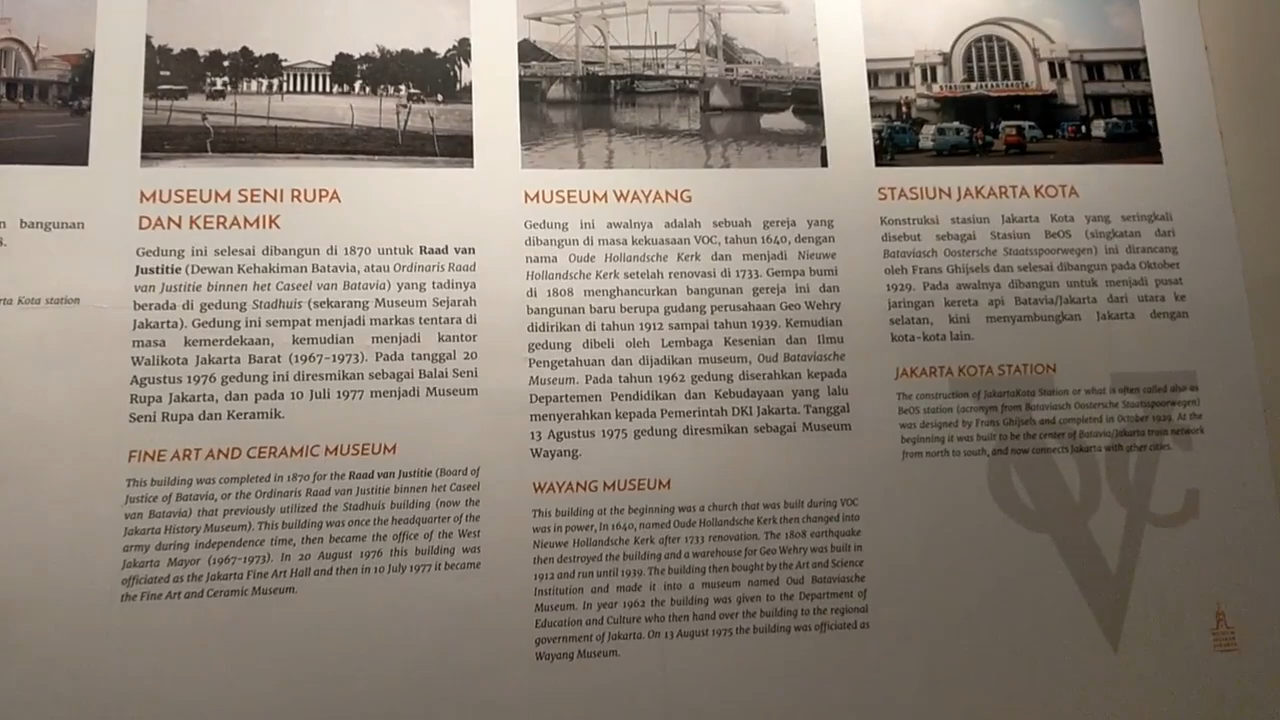 n bangunan
8.
rta Kota station
MUSEUM SENI RUPA
DAN KERAMIK
Gedung ini selesai dibangun di 1870 untuk Raad van
Justitie (Dewan Kehakiman Batavia, atau Ordinaris Raad
van Justitie binnen het Caseel van Batavia) yang tadinya
berada di gedung Stadhuis (sekarang Museum Sejarah
Jakarta). Gedung ini sempat menjadi markas tentara di
masa kemerdekaan, kemudian menjadi kantor
Walikota Jakarta Barat (1967-1973). Pada tanggal 20
Agustus 1976 gedung ini diresmikan sebagai Balai Seni
Rupa Jakarta, dan pada 10 Juli 1977 menjadi Museum
Seni Rupa dan Keramik.
FINE ART AND CERAMIC MUSEUM
This building was completed in 1870 for the Raad van Justitie (Board of
Justice of Batavia, or the Ordinaris Raad van Justitie binnen het Caseel
van Batavia) that previously utilized the Stadhuis building (now the
Jakarta History Museum). This building was once the headquarter of the
army during independence time, then became the office of the West
Jakarta Mayor (1967-1973). In 20 August 1976 this building was
officiated as the Jakarta Fine Art Hall and then in 10 July 1977 it became
the Fine Art and Ceramic Museum.
MUSEUM WAYANG
Gedung ini awalnya adalah sebuah gereja yang
dibangun di masa kekuasaan VOC, tahun 1640, dengan
nama Oude Hollandsche Kerk dan menjadi Nieuwe
Hollandsche Kerk setelah renovasi di 1733. Gempa bumi
di 1808 menghancurkan bangunan gereja ini dan
bangunan baru berupa gudang perusahaan Geo Wehry
didirikan di tahun 1912 sampai tahun 1939. Kemudian
gedung dibeli oleh Lembaga Kesenian dan Ilmu
Pengetahuan dan dijadikan museum, Oud Bataviasche
Museum. Pada tahun 1962 gedung diserahkan kepada
Departemen Pendidikan dan Kebudayaan yang lalu
menyerahkan kepada Pemerintah DKI Jakarta. Tanggal
13 Agustus 1975 gedung diresmikan sebagai Museum
Wayang.
WAYANG MUSEUM
This building at the beginning was a church that was built during VOC
was in power, In 1640, named Oude Hollandsche Kerk then changed into
Nieuwe Hollandsche Kerk after 1733 renovation. The 1808 earthquake
then destroyed the building and a warehouse for Geo Wehry was built in
1912 and run until 1939. The building then bought by the Art and Science
Institution and made it into a museum named Oud Bataviasche
Museum. In year 1962 the building was given to the Department of
Education and Culture who then hand over the building to the regional
government of Jakarta. On 13 August 1975 the building was officiated as
Wayang Museum.
STASIUN JAKARTAKOTA
STASIUN JAKARTA KOTA
Konstruksi stasiun Jakarta Kota yang seringkali
disebut sebagai Stasiun BeOS (singkatan dari
Bataviasch Oostersche Staatsspoorwegen) ini dirancang
oleh Frans Ghijsels dan selesai dibangun pada Oktober
1929. Pada awalnya dibangun untuk menjadi pusat
jaringan kereta api Batavia/Jakarta dari utara ke
selatan, kini menyambungkan Jakarta dengan
kota-kota lain.
JAKARTA KOTA STATION
The construction of JakartaKota Station or what is often called also as
BeOS station (acronym from Bataviasch Oostersche Staatsspoorwegen)
was designed by Frans Ghijsels and completed in October 1929. At the
beginning it was built to be the center of Batavia/Jakarta train network
from north to south, and now connects Jakarta with other cities.
VOC